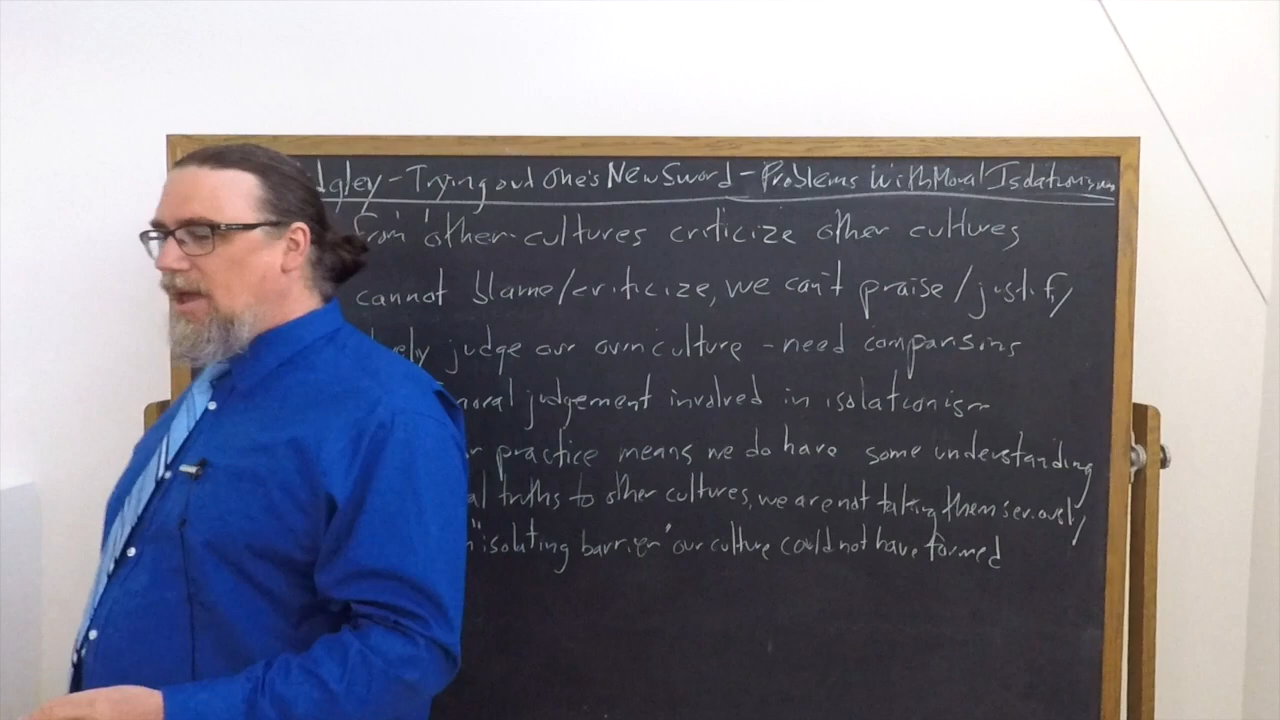 dgley - Trying out One's New Sword - Problems With Moral Isolationism
from 'other' cultures criticize other cultures
cannot blame/criticize, we can't praise/justify
ely judge our own culture - need comparisons
moral judgement involved in isolationism
r practice means we do have some understanding
al truths to other cultures, we are not taking them seriously
n "isolating barrier" our culture could not have formed